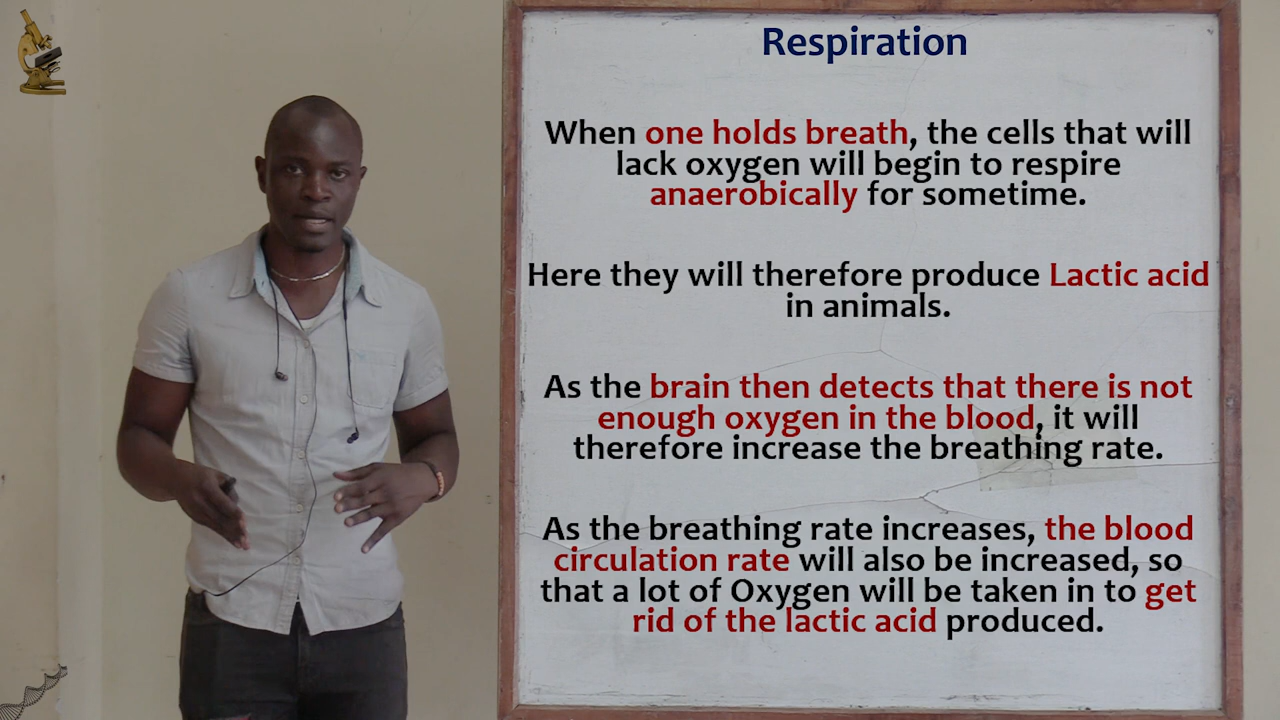 Respiration
When one holds breath, the cells that will
lack oxygen will begin to respire
anaerobically for sometime.
Here they will therefore produce Lactic acid
in animals.
As the brain then detects that there is not
enough oxygen in the blood, it will
therefore increase the breathing rate.
As the breathing rate increases, the blood
circulation rate will also be increased, so
that a lot of Oxygen will be taken in to get
rid of the lactic acid produced.